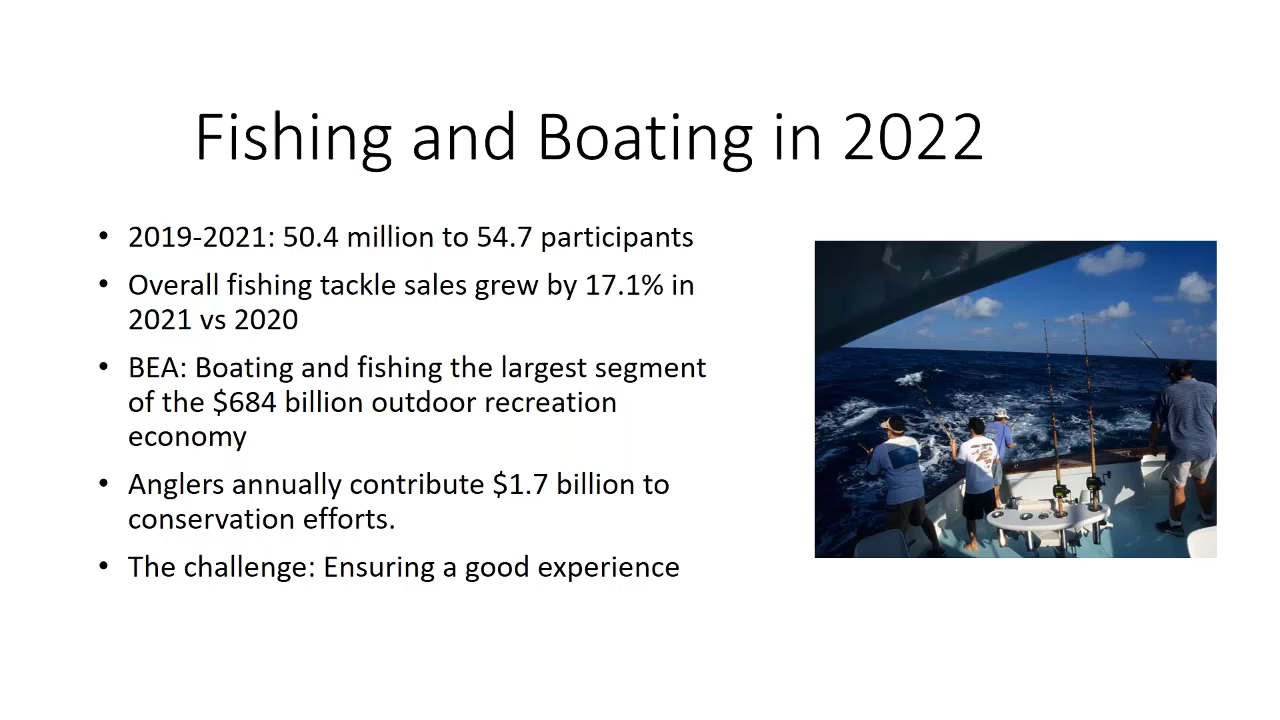 Fishing and Boating in 2022
• 2019-2021: 50.4 million to 54.7 participants
• Overall fishing tackle sales grew by 17.1% in
2021 vs 2020
• BEA: Boating and fishing the largest segment
of the $684 billion outdoor recreation
economy
• Anglers annually contribute $1.7 billion to
conservation efforts.
• The challenge: Ensuring a good experience